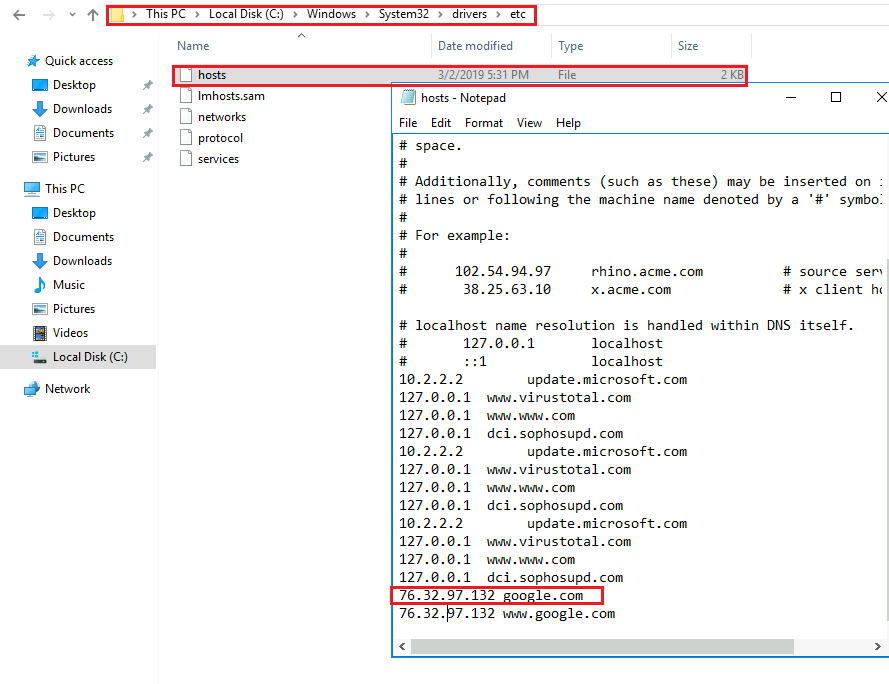 This PC > Local Disk (C:) > Windows > System32 > drivers > etc
Name Date modified Type Size
Quick access
Desktop
Downloads
Documents
Pictures
This PC
Desktop
Documents
Downloads
Music
Pictures
Videos
Local Disk (C:)
Network
hosts 3/2/2019 5:31 PM File 2 KB
lmhosts.sam
networks
protocol
services
hosts - Notepad
File Edit Format View Help
# space.
#
# Additionally, comments (such as these) may be inserted on
# lines or following the machine name denoted by a '#' symbol
#
# For example:
#
# 102.54.94.97 rhino.acme.com # source serv
# 38.25.63.10 x.acme.com # x client ho
# localhost name resolution is handled within DNS itself.
# 127.0.0.1 localhost
# ::1 localhost
10.2.2.2 update.microsoft.com
127.0.0.1 www.virustotal.com
127.0.0.1 www.www.com
127.0.0.1 dci.sophosupd.com
10.2.2.2 update.microsoft.com
127.0.0.1 www.virustotal.com
127.0.0.1 www.www.com
127.0.0.1 dci.sophosupd.com
10.2.2.2 update.microsoft.com
127.0.0.1 www.virustotal.com
127.0.0.1 www.www.com
127.0.0.1 dci.sophosupd.com
76.32.97.132 google.com
76.32.97.132 www.google.com